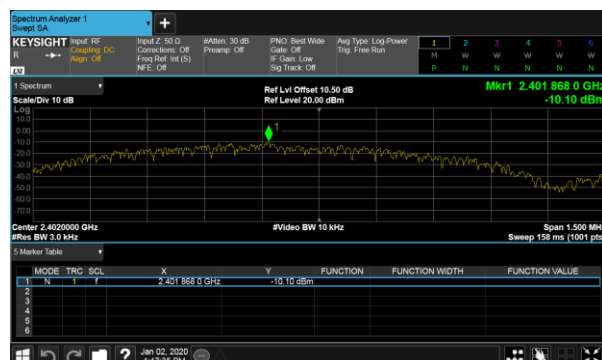 Spectrum Analyzer 1
Swept SA
+
KEYSIGHT Input: RF Input Z: 50 Ω #Atten: 30 dB PNO: Best Wide Avg Type: Log-Power 1 2 3 4 5 6
R Coupling: DC Corrections: Off Preamp: Off Gate: Off Trig: Free Run M W W W W W
Align: Off Freq Ref: Int (S) IF Gain: Low P N N N N N
LXI NFE: Off Sig Track: Off
1 Spectrum Ref Lvl Offset 10.50 dB Mkr1 2.401 868 0 GHz
Scale/Div 10 dB Ref Level 20.00 dBm -10.10 dBm
Log
10.0
0.00
-10.0
-20.0
-30.0
-40.0
-50.0
-60.0
-70.0
1
Center 2.4020000 GHz #Video BW 10 kHz Span 1.500 MHz
#Res BW 3.0 kHz Sweep 158 ms (1001 pts
5 Marker Table
MODE TRC SCL X Y FUNCTION FUNCTION WIDTH FUNCTION VALUE
1 N 1 f 2.401 868 0 GHz -10.10 dBm
2
3
4
5
6
? Jan 02, 2020